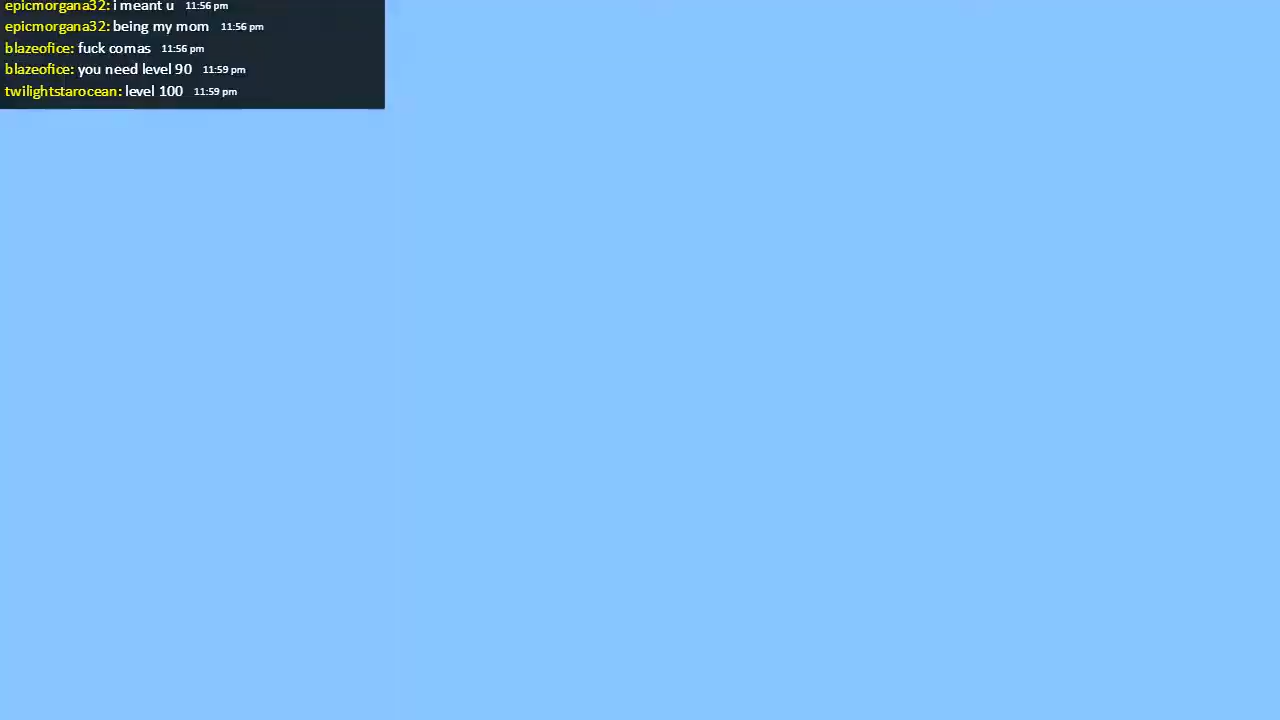 epicmorgana32: i meant u 11:56 pm
epicmorgana32: being my mom 11:56 pm
blazeofice: fuck comas 11:56 pm
blazeofice: you need level 90 11:59 pm
twilightstarocean: level 100 11:59 pm